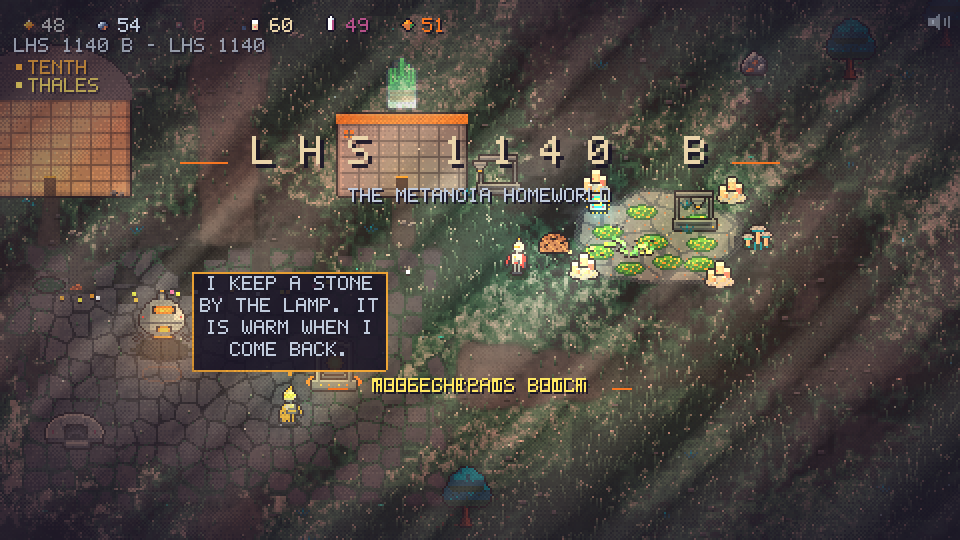 48 54 0 60 49 51
LHS 1140 B - LHS 1140
TENTH
THALES
LHS 1140 B
THE METANOIA HOMEWORLD
I KEEP A STONE
BY THE LAMP. IT
IS WARM WHEN I
COME BACK.